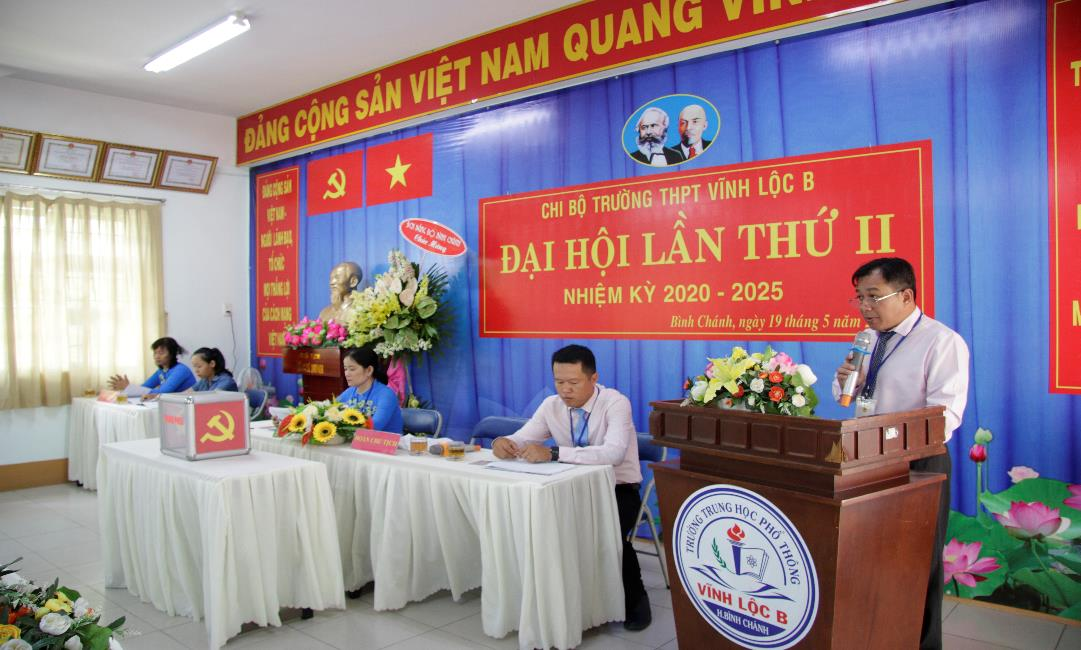 ĐẢNG CỘNG SẢN VIỆT NAM QUANG VINH
ĐẢNG CỘNG SẢN
VIỆT NAM -
NGƯỜI LÃNH ĐẠO,
TỔ CHỨC
MỌI THẮNG LỢI
CỦA CÁCH MẠNG
VIỆT NAM
Chúc Mừng
CHI BỘ TRƯỜNG THPT VĨNH LỘC B
ĐẠI HỘI LẦN THỨ II
NHIỆM KỲ 2020 - 2025
Bình Chánh, ngày 19 tháng 5 năm
ĐOÀN CHỦ TỊCH
TRƯỜNG TRUNG HỌC PHỔ THÔNG
VĨNH LỘC B
H.BÌNH CHÁNH